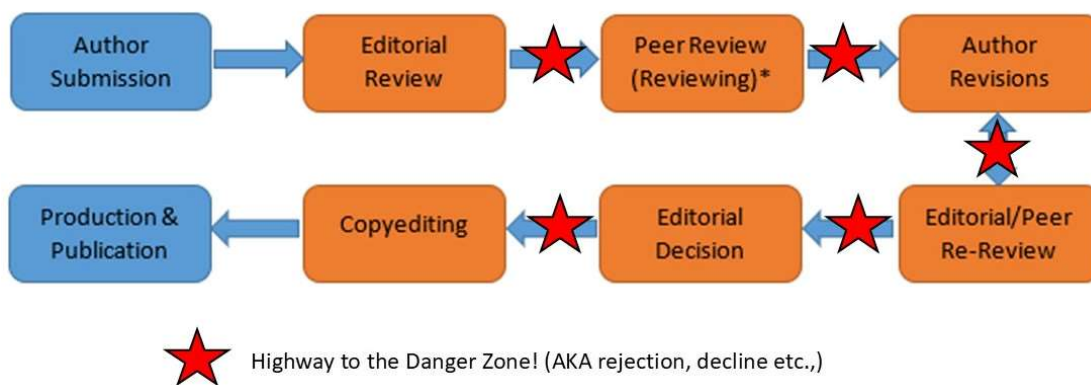 Author
Submission
Editorial
Review
Peer Review
(Reviewing)*
Author
Revisions
Production &
Publication
Copyediting
Editorial
Decision
Editorial/Peer
Re-Review
Highway to the Danger Zone! (AKA rejection, decline etc.,)